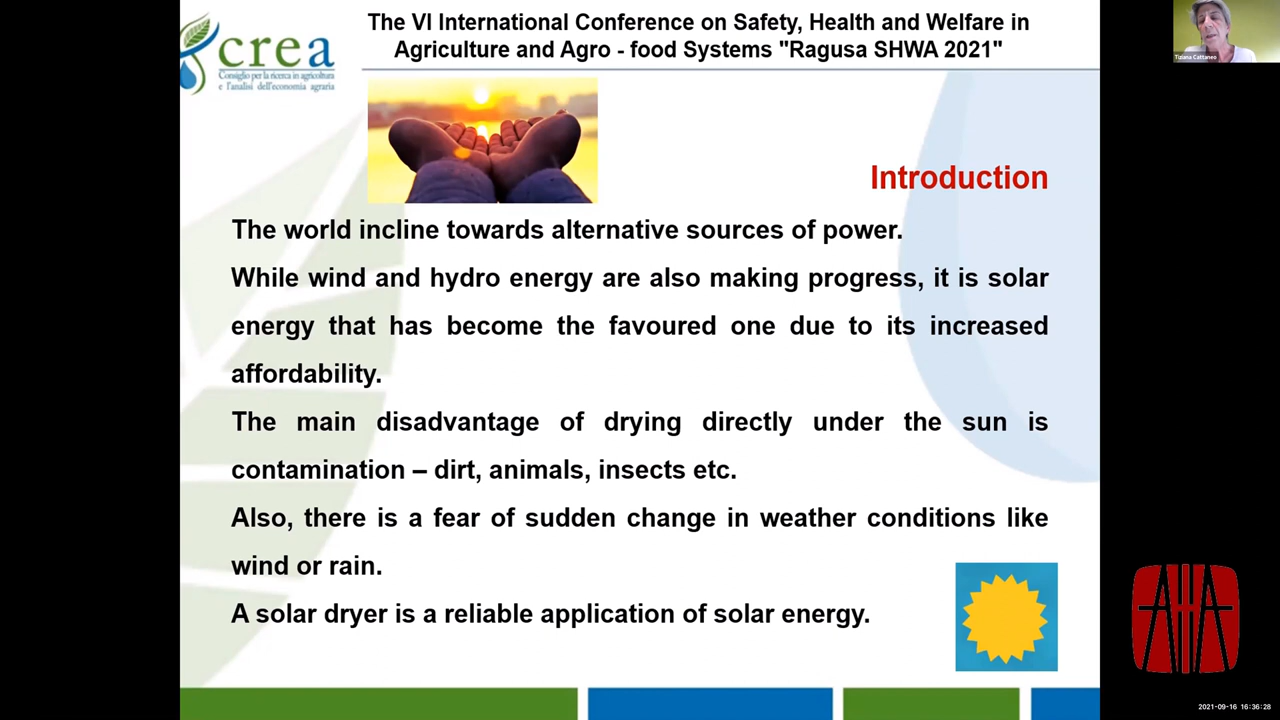 The VI International Conference on Safety, Health and Welfare in
Agriculture and Agro - food Systems "Ragusa SHWA 2021"
crea
Consiglio per la ricerca in agricoltura
e l'analisi dell'economia agraria
Tiziana Cattaneo
Introduction
The world incline towards alternative sources of power.
While wind and hydro energy are also making progress, it is solar
energy that has become the favoured one due to its increased
affordability.
The main disadvantage of drying directly under the sun is
contamination – dirt, animals, insects etc.
Also, there is a fear of sudden change in weather conditions like
wind or rain.
A solar dryer is a reliable application of solar energy.
2021-09-16 16:36:28